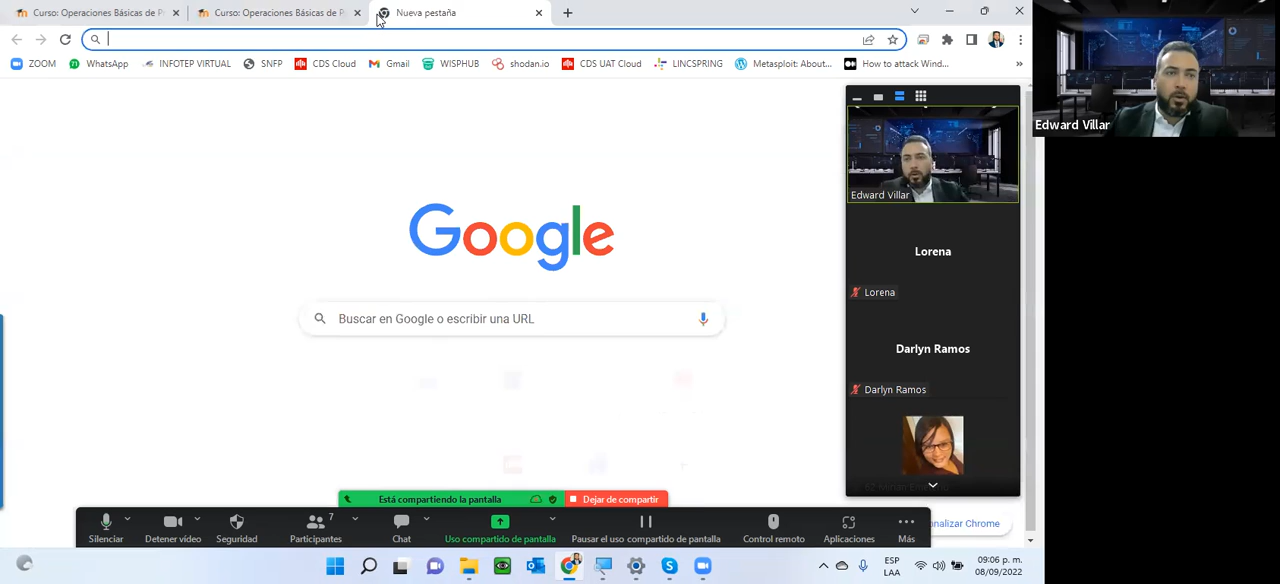 Curso: Operaciones Básicas de P
Curso: Operaciones Básicas de P
Nueva pestaña
ZOOM
WhatsApp
INFOTEP VIRTUAL
SNFP
CDS Cloud
Gmail
WISPHUB
shodan.io
CDS UAT Cloud
LINCSPRING
Metasploit: About...
How to attack Wind...
»
Edward Villar
Edward Villar
Google
Lorena
Lorena
Buscar en Google o escribir una URL
Darlyn Ramos
Darlyn Ramos
Está compartiendo la pantalla
Dejar de compartir
7
Silenciar
Detener vídeo
Seguridad
Participantes
Chat
Uso compartido de pantalla
Pausar el uso compartido de pantalla
Control remoto
Aplicaciones
Más
onalizar Chrome
ESP
LAA
09:06 p. m.
08/09/2022